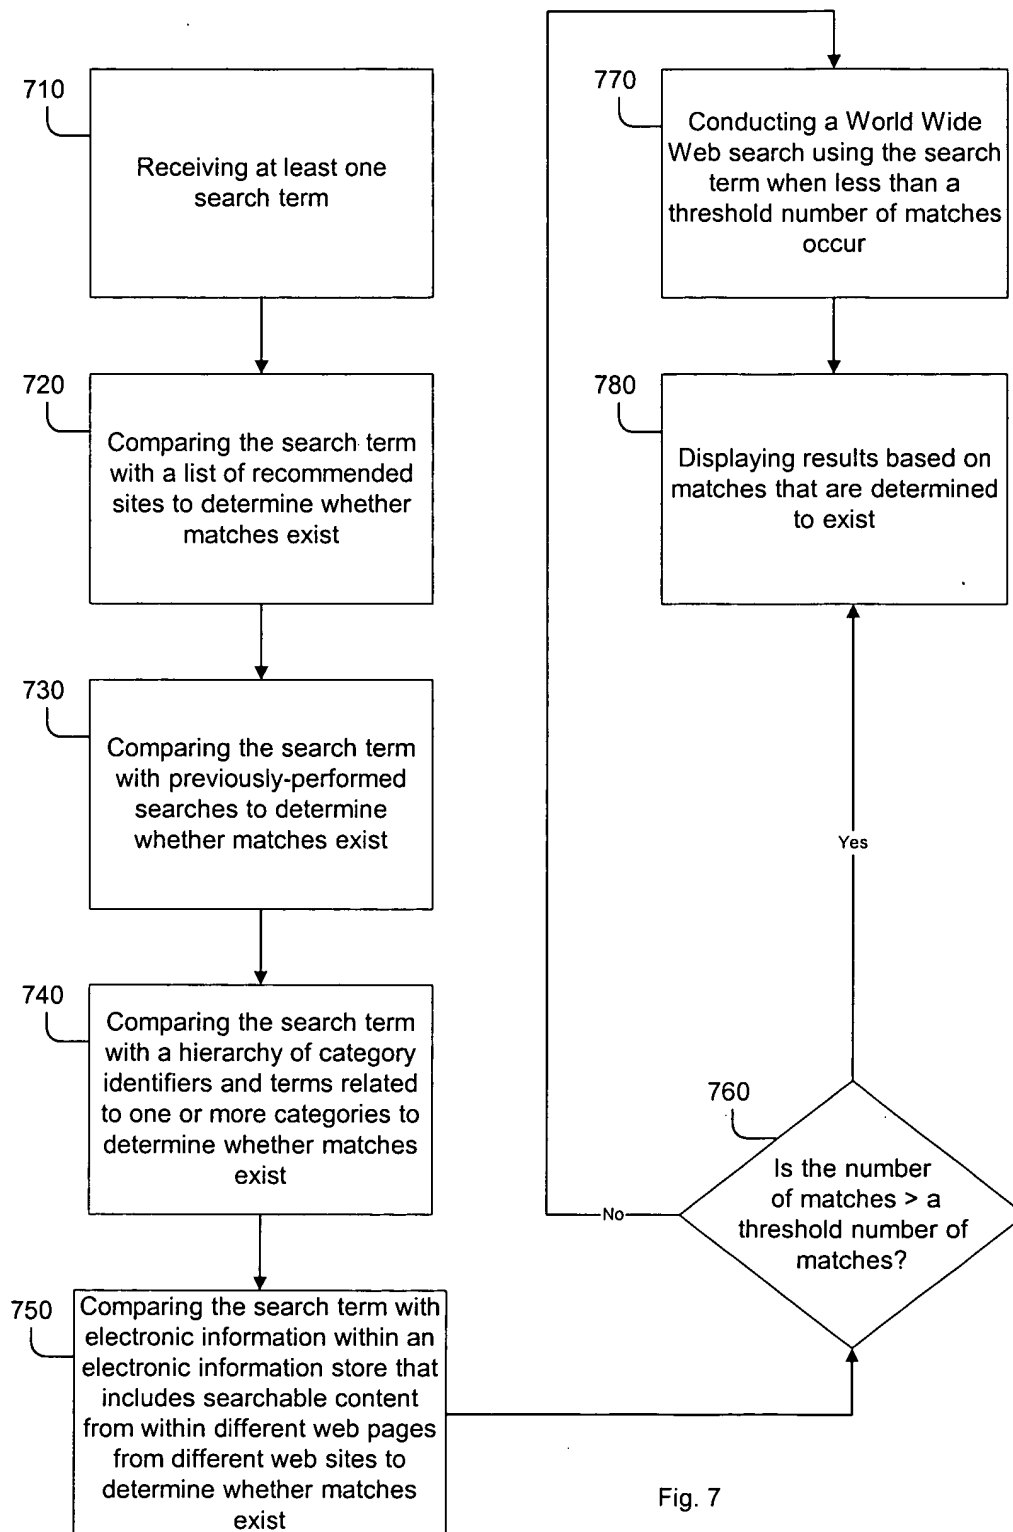 710
Receiving at least one
search term
720
Comparing the search term
with a list of recommended
sites to determine whether
matches exist
730
Comparing the search term
with previously-performed
searches to determine
whether matches exist
740
Comparing the search term
with a hierarchy of category
identifiers and terms related
to one or more categories to
determine whether matches
exist
750
Comparing the search term with
electronic information within an
electronic information store that
includes searchable content
from within different web pages
from different web sites to
determine whether matches
exist
760
Is the number
of matches > a
threshold number of
matches?
No
Yes
770
Conducting a World Wide
Web search using the search
term when less than a
threshold number of matches
occur
780
Displaying results based on
matches that are determined
to exist
Fig. 7